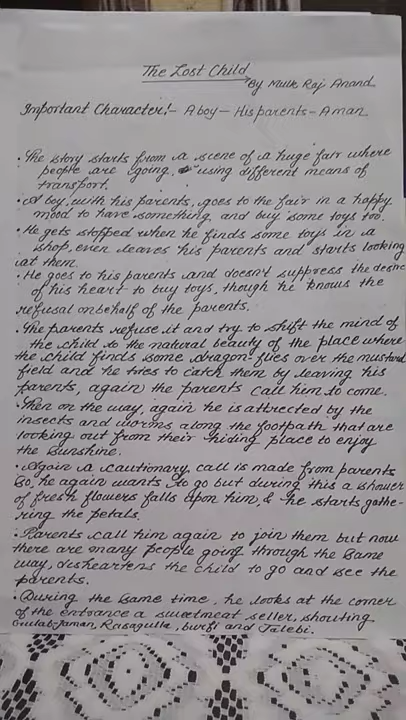 The Lost Child
By Mulk Raj Anand
Important Character:- A boy- His parents- A man
• The story starts from a scene of a huge fair where
people are going, using different means of
transport.
• A boy, with his parents, goes to the fair in a happy
mood to have something, and buy some toys too.
• He gets stopped when he finds some toys in a
shop, even leaves his parents and starts looking
at them.
• He goes to his parents and doesn't suppress the desire
of his heart to buy toys, though he knows the
refusal onbehalf of the parents.
• The parents refuse it and try to shift the mind of
the child to the natural beauty of the place where
the child finds some dragon flies over the mustard
field and he tries to catch them by leaving his
parents, again the parents call him to come.
• Then on the way, again he is attrected by the
insects and worms along the footpath that are
looking out from their hiding place to enjoy
the sunshine.
• Again a cautionary, call is made from parents
So, he again wants to go but during this a shower
of fresh flowers falls upon him, & he starts gathe-
ring the petals.
• Parents call him again to join them but now
there are many people going through the same
way, disheartens the child to go and see the
parents.
• During the same time, he looks at the corner
of the entrance a sweetmeat seller, shouting.
Gulab-Jaman, Rasagulla, burfi and Jalebi.